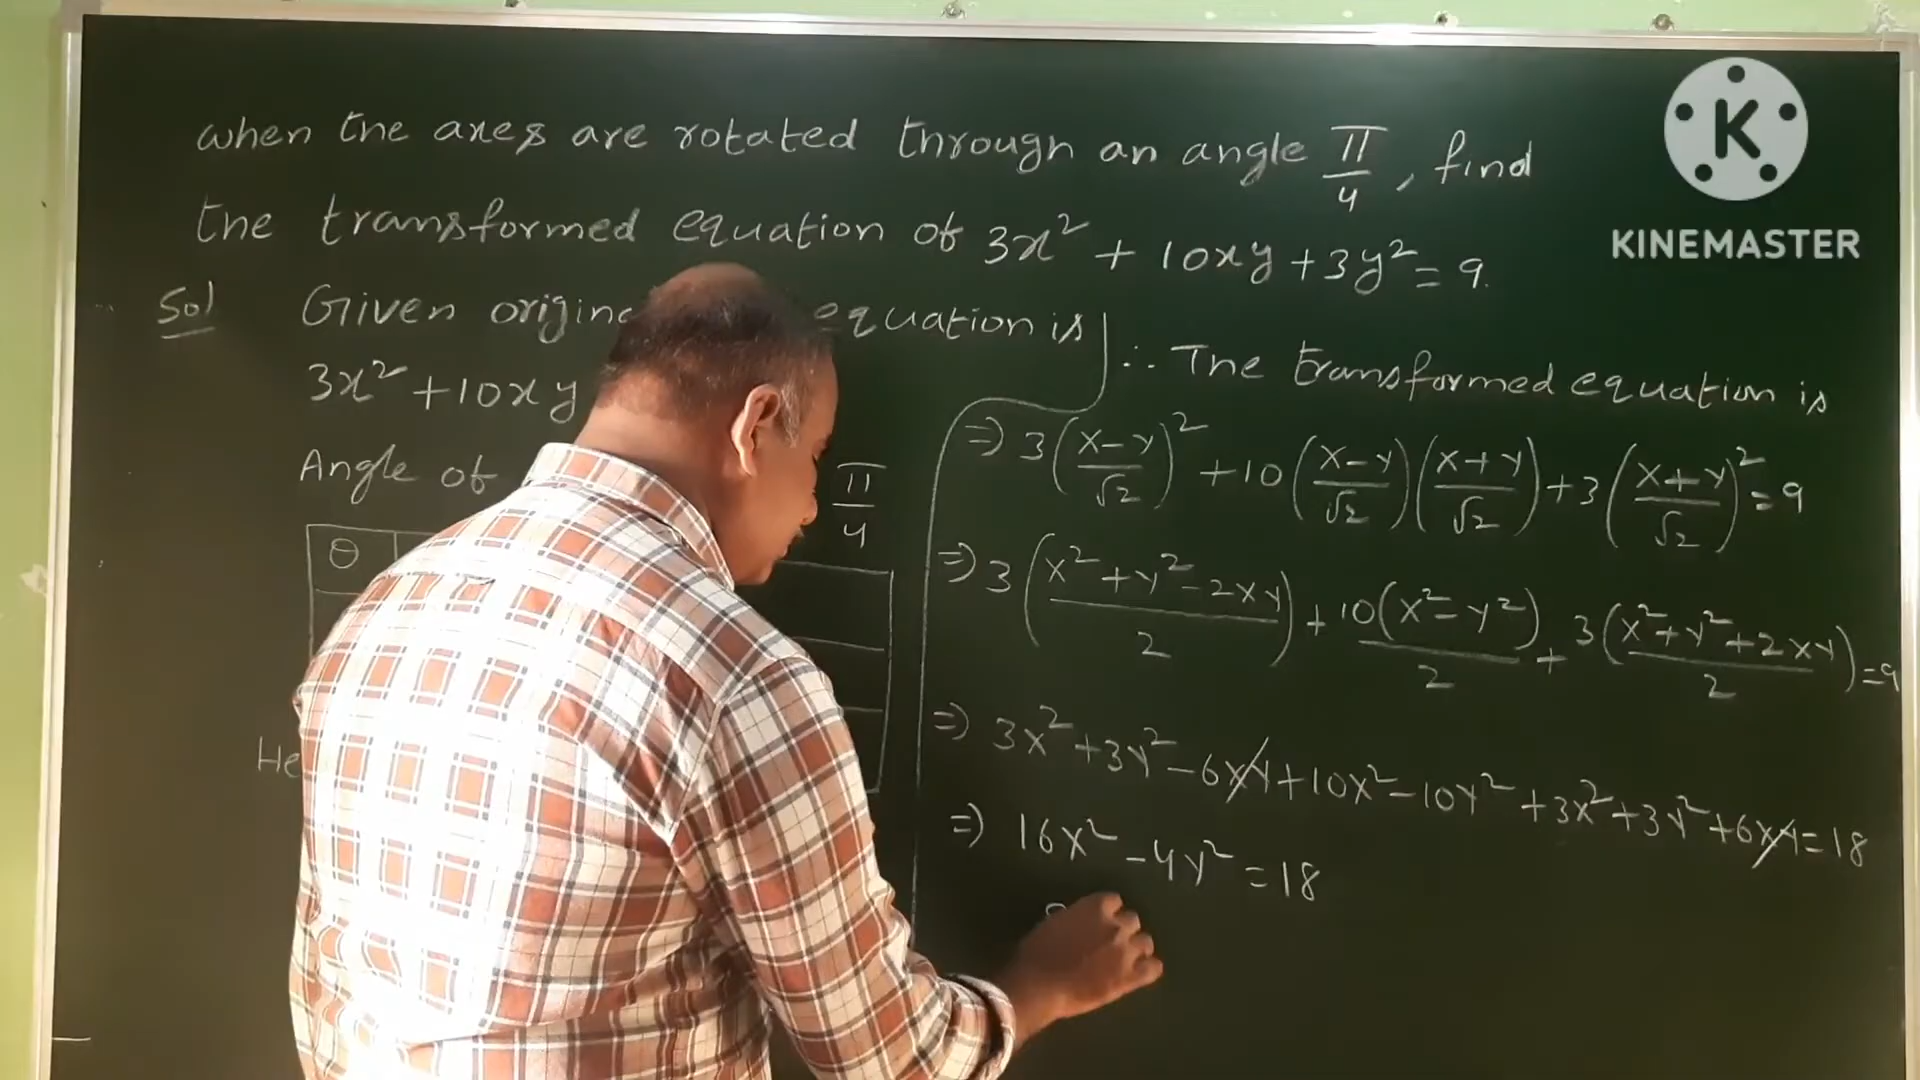 when the axes are rotated through an angle π/4, find
the transformed equation of 3x² + 10xy + 3y² = 9.
Sol Given equation is
3x² + 10xy
Angle of π/4
θ
He
∴ The transformed equation is
⇒ 3((X-Y)/√2)² + 10((X-Y)/√2)((X+Y)/√2) + 3((X+Y)/√2)² = 9
⇒ 3((X²+Y²-2XY)/2) + 10(X²-Y²)/2 + 3((X²+Y²+2XY)/2) = 9
⇒ 3X² + 3Y² - 6XY + 10X² - 10Y² + 3X² + 3Y² + 6XY = 18
⇒ 16X² - 4Y² = 18
K
KINEMASTER